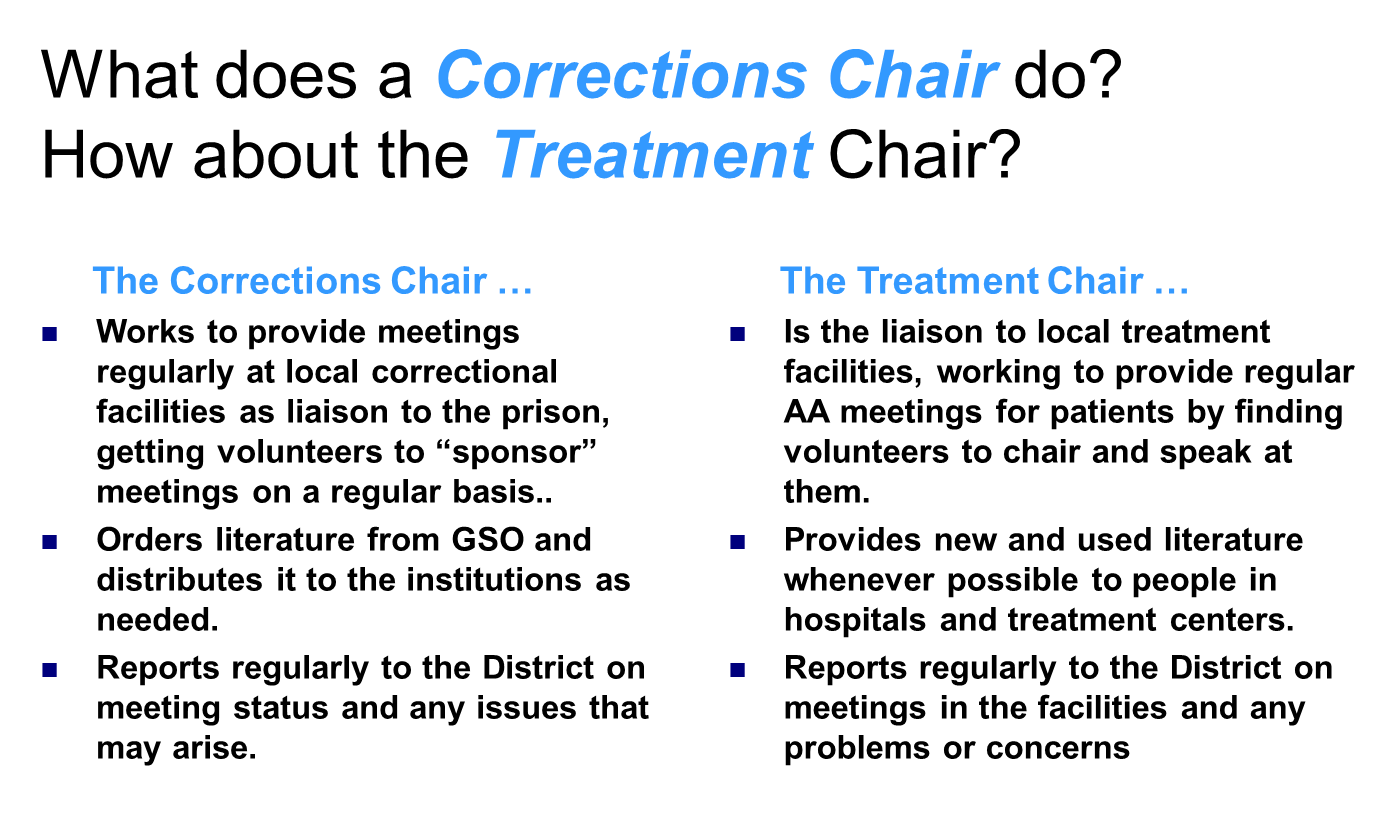 What does a Corrections Chair do?
How about the Treatment Chair?
The Corrections Chair …
Works to provide meetings
regularly at local correctional
facilities as liaison to the prison,
getting volunteers to “sponsor”
meetings on a regular basis..
Orders literature from GSO and
distributes it to the institutions as
needed.
Reports regularly to the District on
meeting status and any issues that
may arise.
The Treatment Chair …
Is the liaison to local treatment
facilities, working to provide regular
AA meetings for patients by finding
volunteers to chair and speak at
them.
Provides new and used literature
whenever possible to people in
hospitals and treatment centers.
Reports regularly to the District on
meetings in the facilities and any
problems or concerns